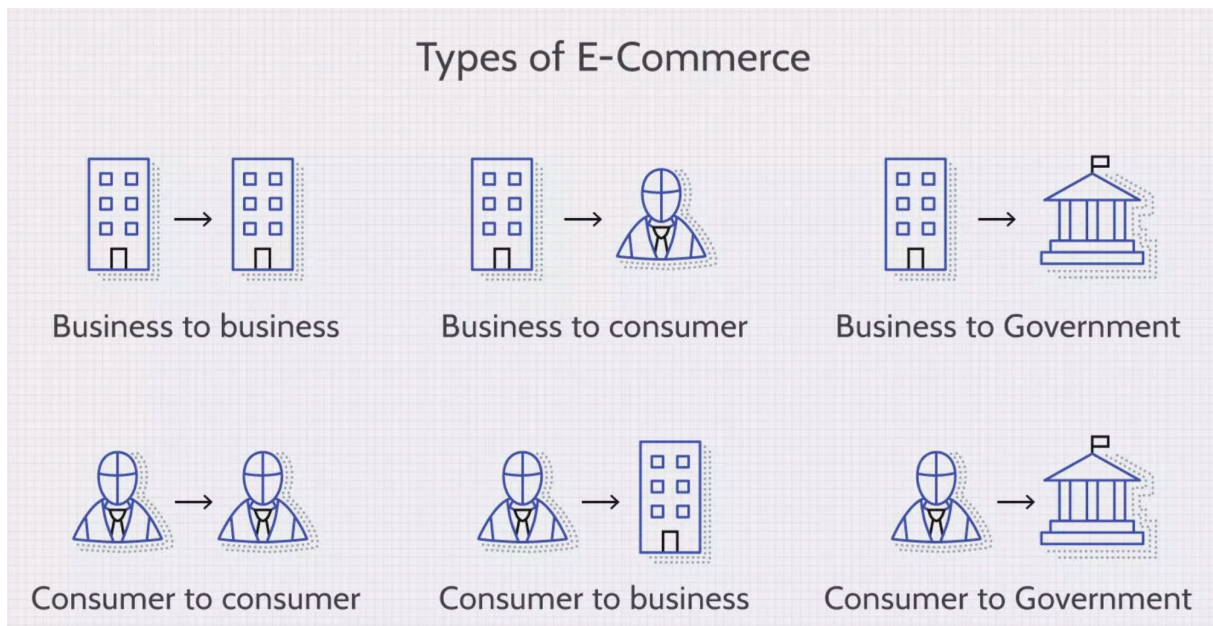 Types of E-Commerce
Business to business
Business to consumer
Business to Government
Consumer to consumer
Consumer to business
Consumer to Government